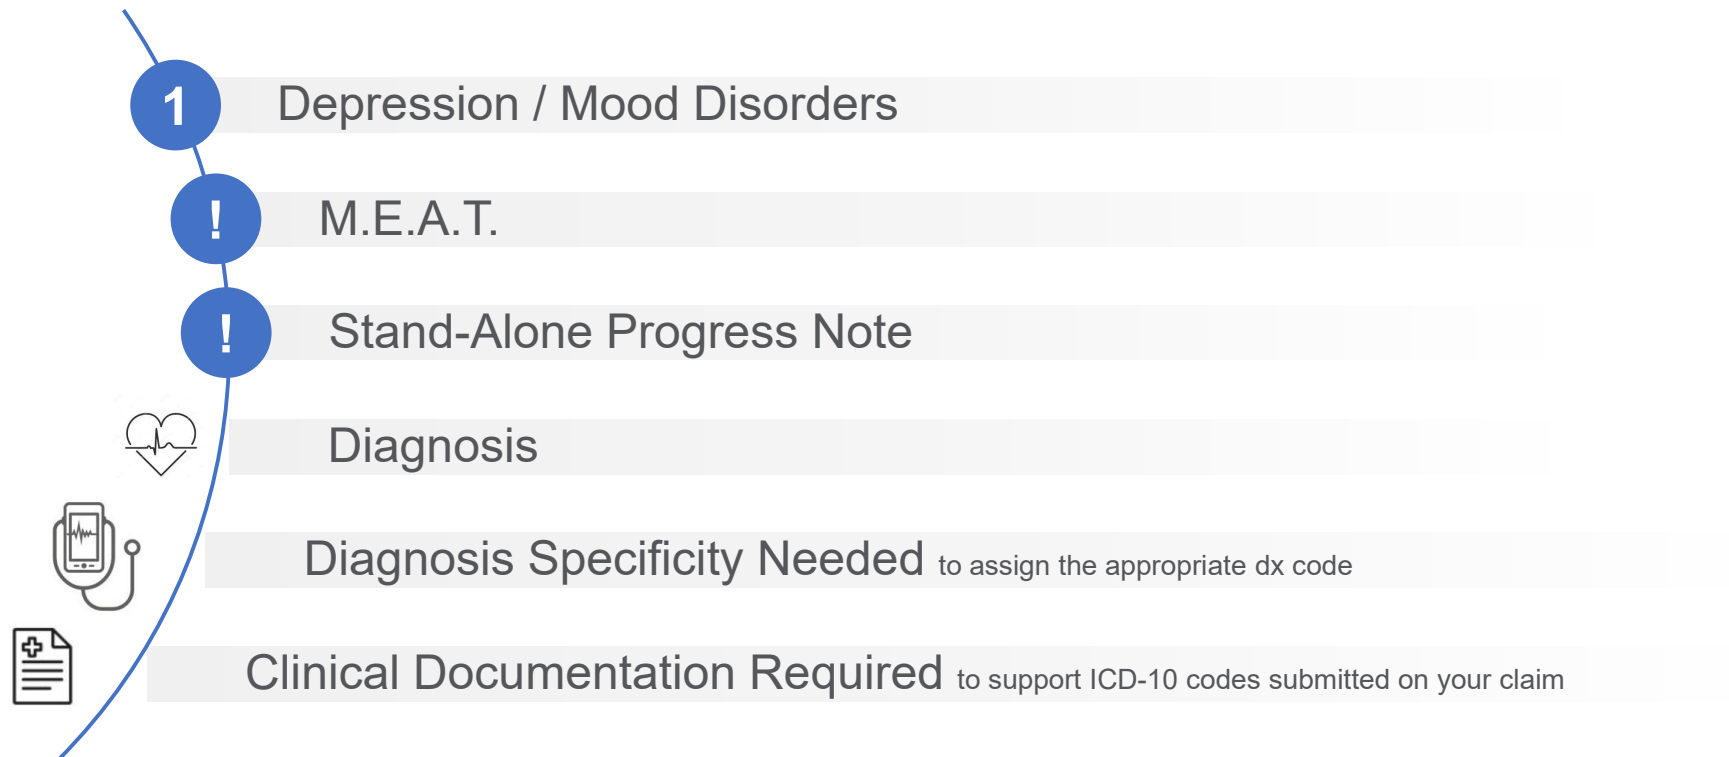 1 Depression / Mood Disorders
! M.E.A.T.
! Stand-Alone Progress Note
Diagnosis
Diagnosis Specificity Needed to assign the appropriate dx code
Clinical Documentation Required to support ICD-10 codes submitted on your claim